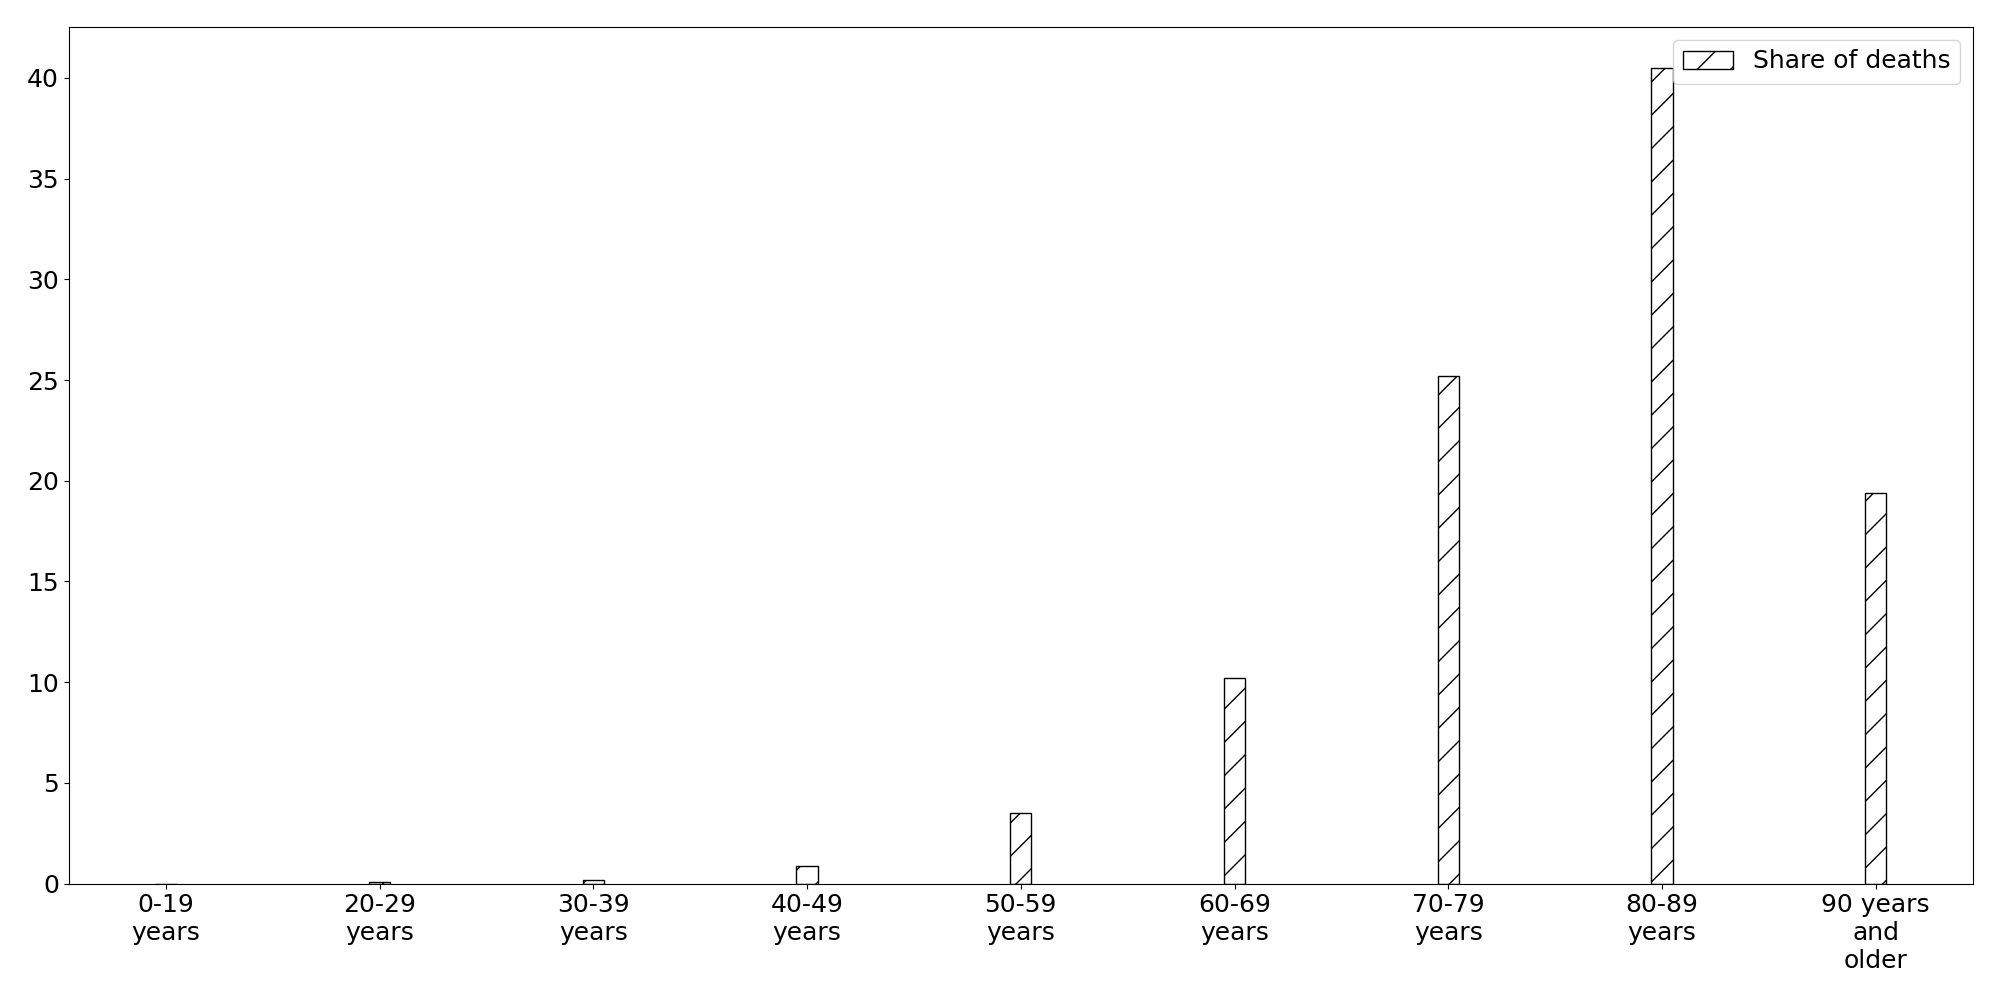 Share of deaths
40
35
30
25
20
15
10
5
0
0-19
years
20-29
years
30-39
years
40-49
years
50-59
years
60-69
years
70-79
years
80-89
years
90 years
and
older